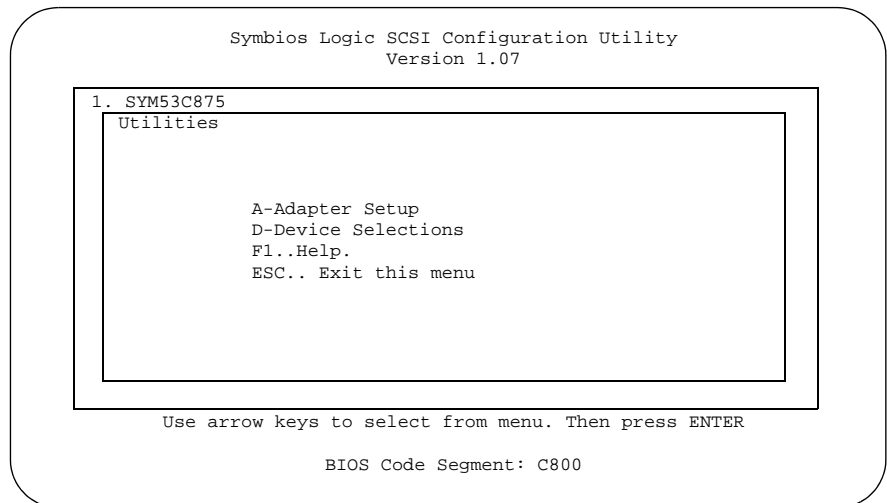 Symbios Logic SCSI Configuration Utility
Version 1.07
1. SYM53C875
Utilities
A-Adapter Setup
D-Device Selections
F1..Help.
ESC.. Exit this menu
Use arrow keys to select from menu. Then press ENTER
BIOS Code Segment: C800